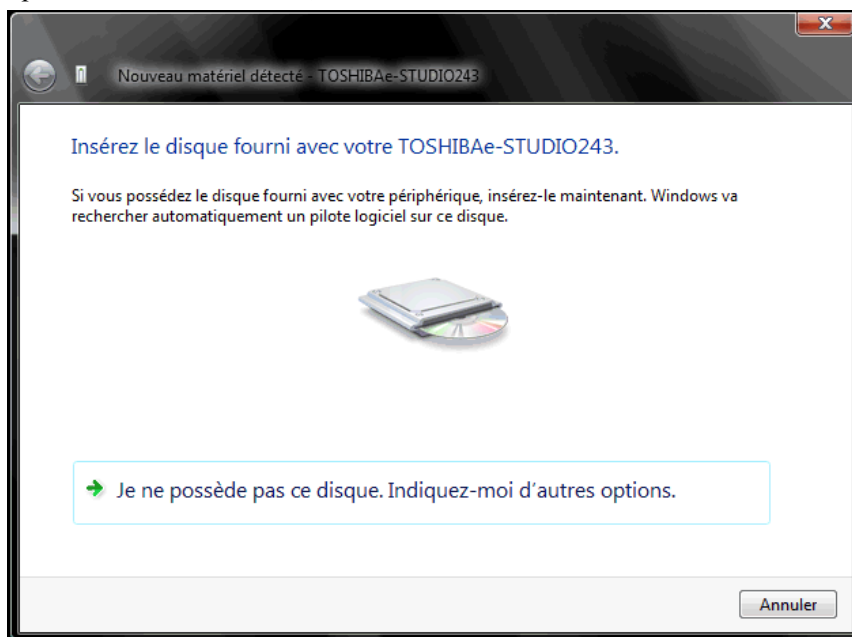 Nouveau matériel détecté - TOSHIBAe-STUDIO243
Insérez le disque fourni avec votre TOSHIBAe-STUDIO243.
Si vous possédez le disque fourni avec votre périphérique, insérez-le maintenant. Windows va
rechercher automatiquement un pilote logiciel sur ce disque.
Je ne possède pas ce disque. Indiquez-moi d'autres options.
Annuler